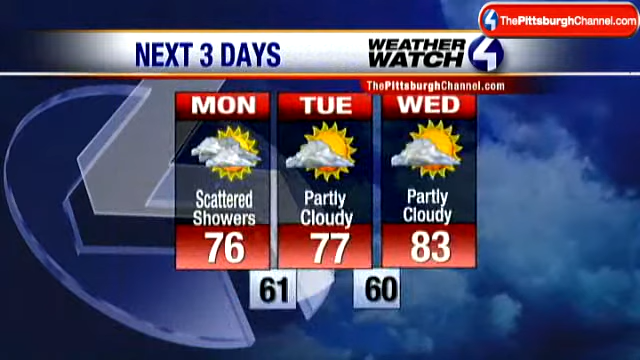 ThePittsburghChannel.com
NEXT 3 DAYS
WEATHER
WATCH 4
ThePittsburghChannel.com
MON TUE WED
Scattered
Showers
Partly
Cloudy
Partly
Cloudy
76 77 83
61 60